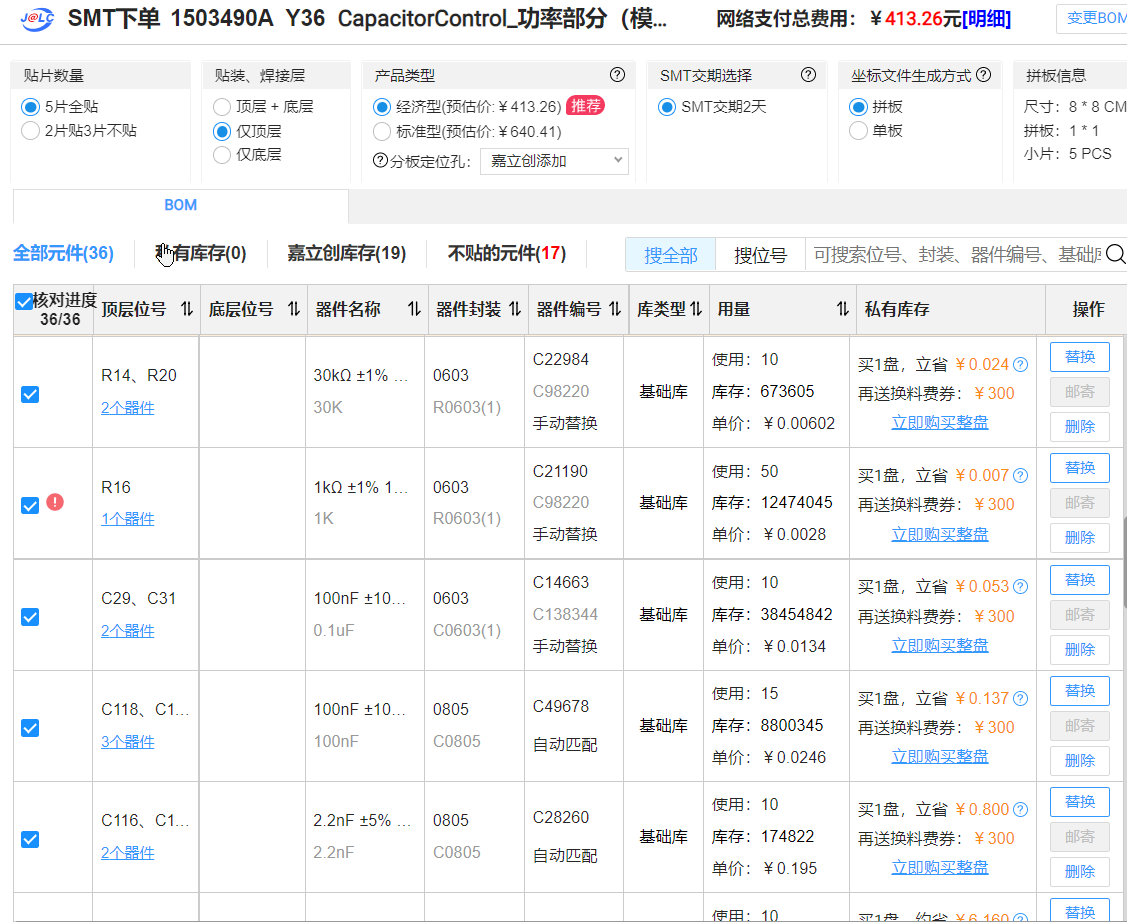 J@LC SMT下单 1503490A Y36 CapacitorControl_功率部分（模... 网络支付总费用：￥413.26元[明细] 变更BOM
贴片数量 贴装、焊接层 产品类型 SMT交期选择 坐标文件生成方式 拼板信息
5片全贴 顶层 + 底层 经济型(预估价:￥413.26) 推荐 SMT交期2天 拼板 尺寸：8 * 8 CM
2片贴3片不贴 仅顶层 标准型(预估价:￥640.41) 单板 拼板：1 * 1
仅底层 分板定位孔： 嘉立创添加 小片：5 PCS
BOM
全部元件(36) 有库存(0) 嘉立创库存(19) 不贴的元件(17) 搜全部 搜位号 可搜索位号、封装、器件编号、基础
核对进度 36/36 顶层位号 底层位号 器件名称 器件封装 器件编号 库类型 用量 私有库存 操作
R14、R20 30kΩ ±1% ... 0603 C22984 使用：10 买1盘，立省 ￥0.024 替换
2个器件 30K R0603(1) C98220 基础库 库存：673605 再送换料费券：￥300 邮寄
手动替换 单价：￥0.00602 立即购买整盘 删除
R16 1kΩ ±1% 1... 0603 C21190 使用：50 买1盘，立省 ￥0.007 替换
1个器件 1K R0603(1) C98220 基础库 库存：12474045 再送换料费券：￥300 邮寄
手动替换 单价：￥0.0028 立即购买整盘 删除
C29、C31 100nF ±10... 0603 C14663 使用：10 买1盘，立省 ￥0.053 替换
2个器件 0.1uF C0603(1) C138344 基础库 库存：38454842 再送换料费券：￥300 邮寄
手动替换 单价：￥0.0134 立即购买整盘 删除
C118、C1... 100nF ±10... 0805 C49678 使用：15 买1盘，立省 ￥0.137 替换
3个器件 100nF C0805 自动匹配 基础库 库存：8800345 再送换料费券：￥300 邮寄
单价：￥0.0246 立即购买整盘 删除
C116、C1... 2.2nF ±5% ... 0805 C28260 使用：10 买1盘，立省 ￥0.800 替换
2个器件 2.2nF C0805 自动匹配 基础库 库存：174822 再送换料费券：￥300 邮寄
单价：￥0.195 立即购买整盘 删除
使用：10 买1盘，约省 ￥6.160 替换